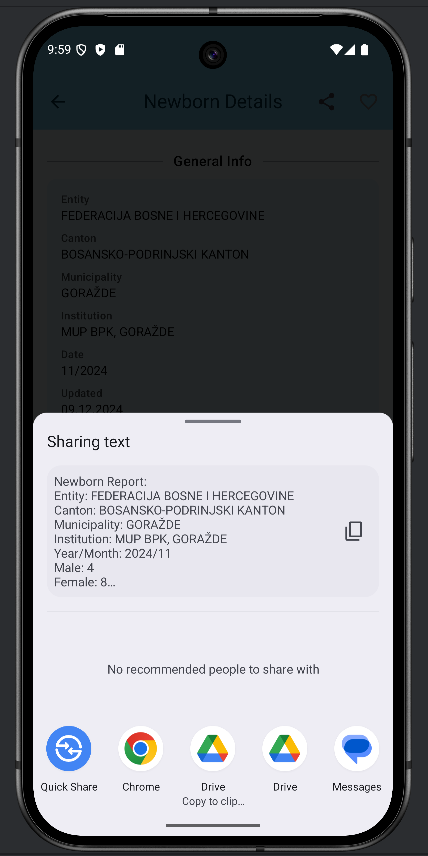 9:59
Newborn Details
General Info
Entity
FEDERACIJA BOSNE I HERCEGOVINE
Canton
BOSANSKO-PODRINJSKI KANTON
Municipality
GORAŽDE
Institution
MUP BPK, GORAŽDE
Date
11/2024
Updated
09.12.2024
Sharing text
Newborn Report:
Entity: FEDERACIJA BOSNE I HERCEGOVINE
Canton: BOSANSKO-PODRINJSKI KANTON
Municipality: GORAŽDE
Institution: MUP BPK, GORAŽDE
Year/Month: 2024/11
Male: 4
Female: 8...
No recommended people to share with
Quick Share Chrome Drive Drive Messages
Copy to clip...